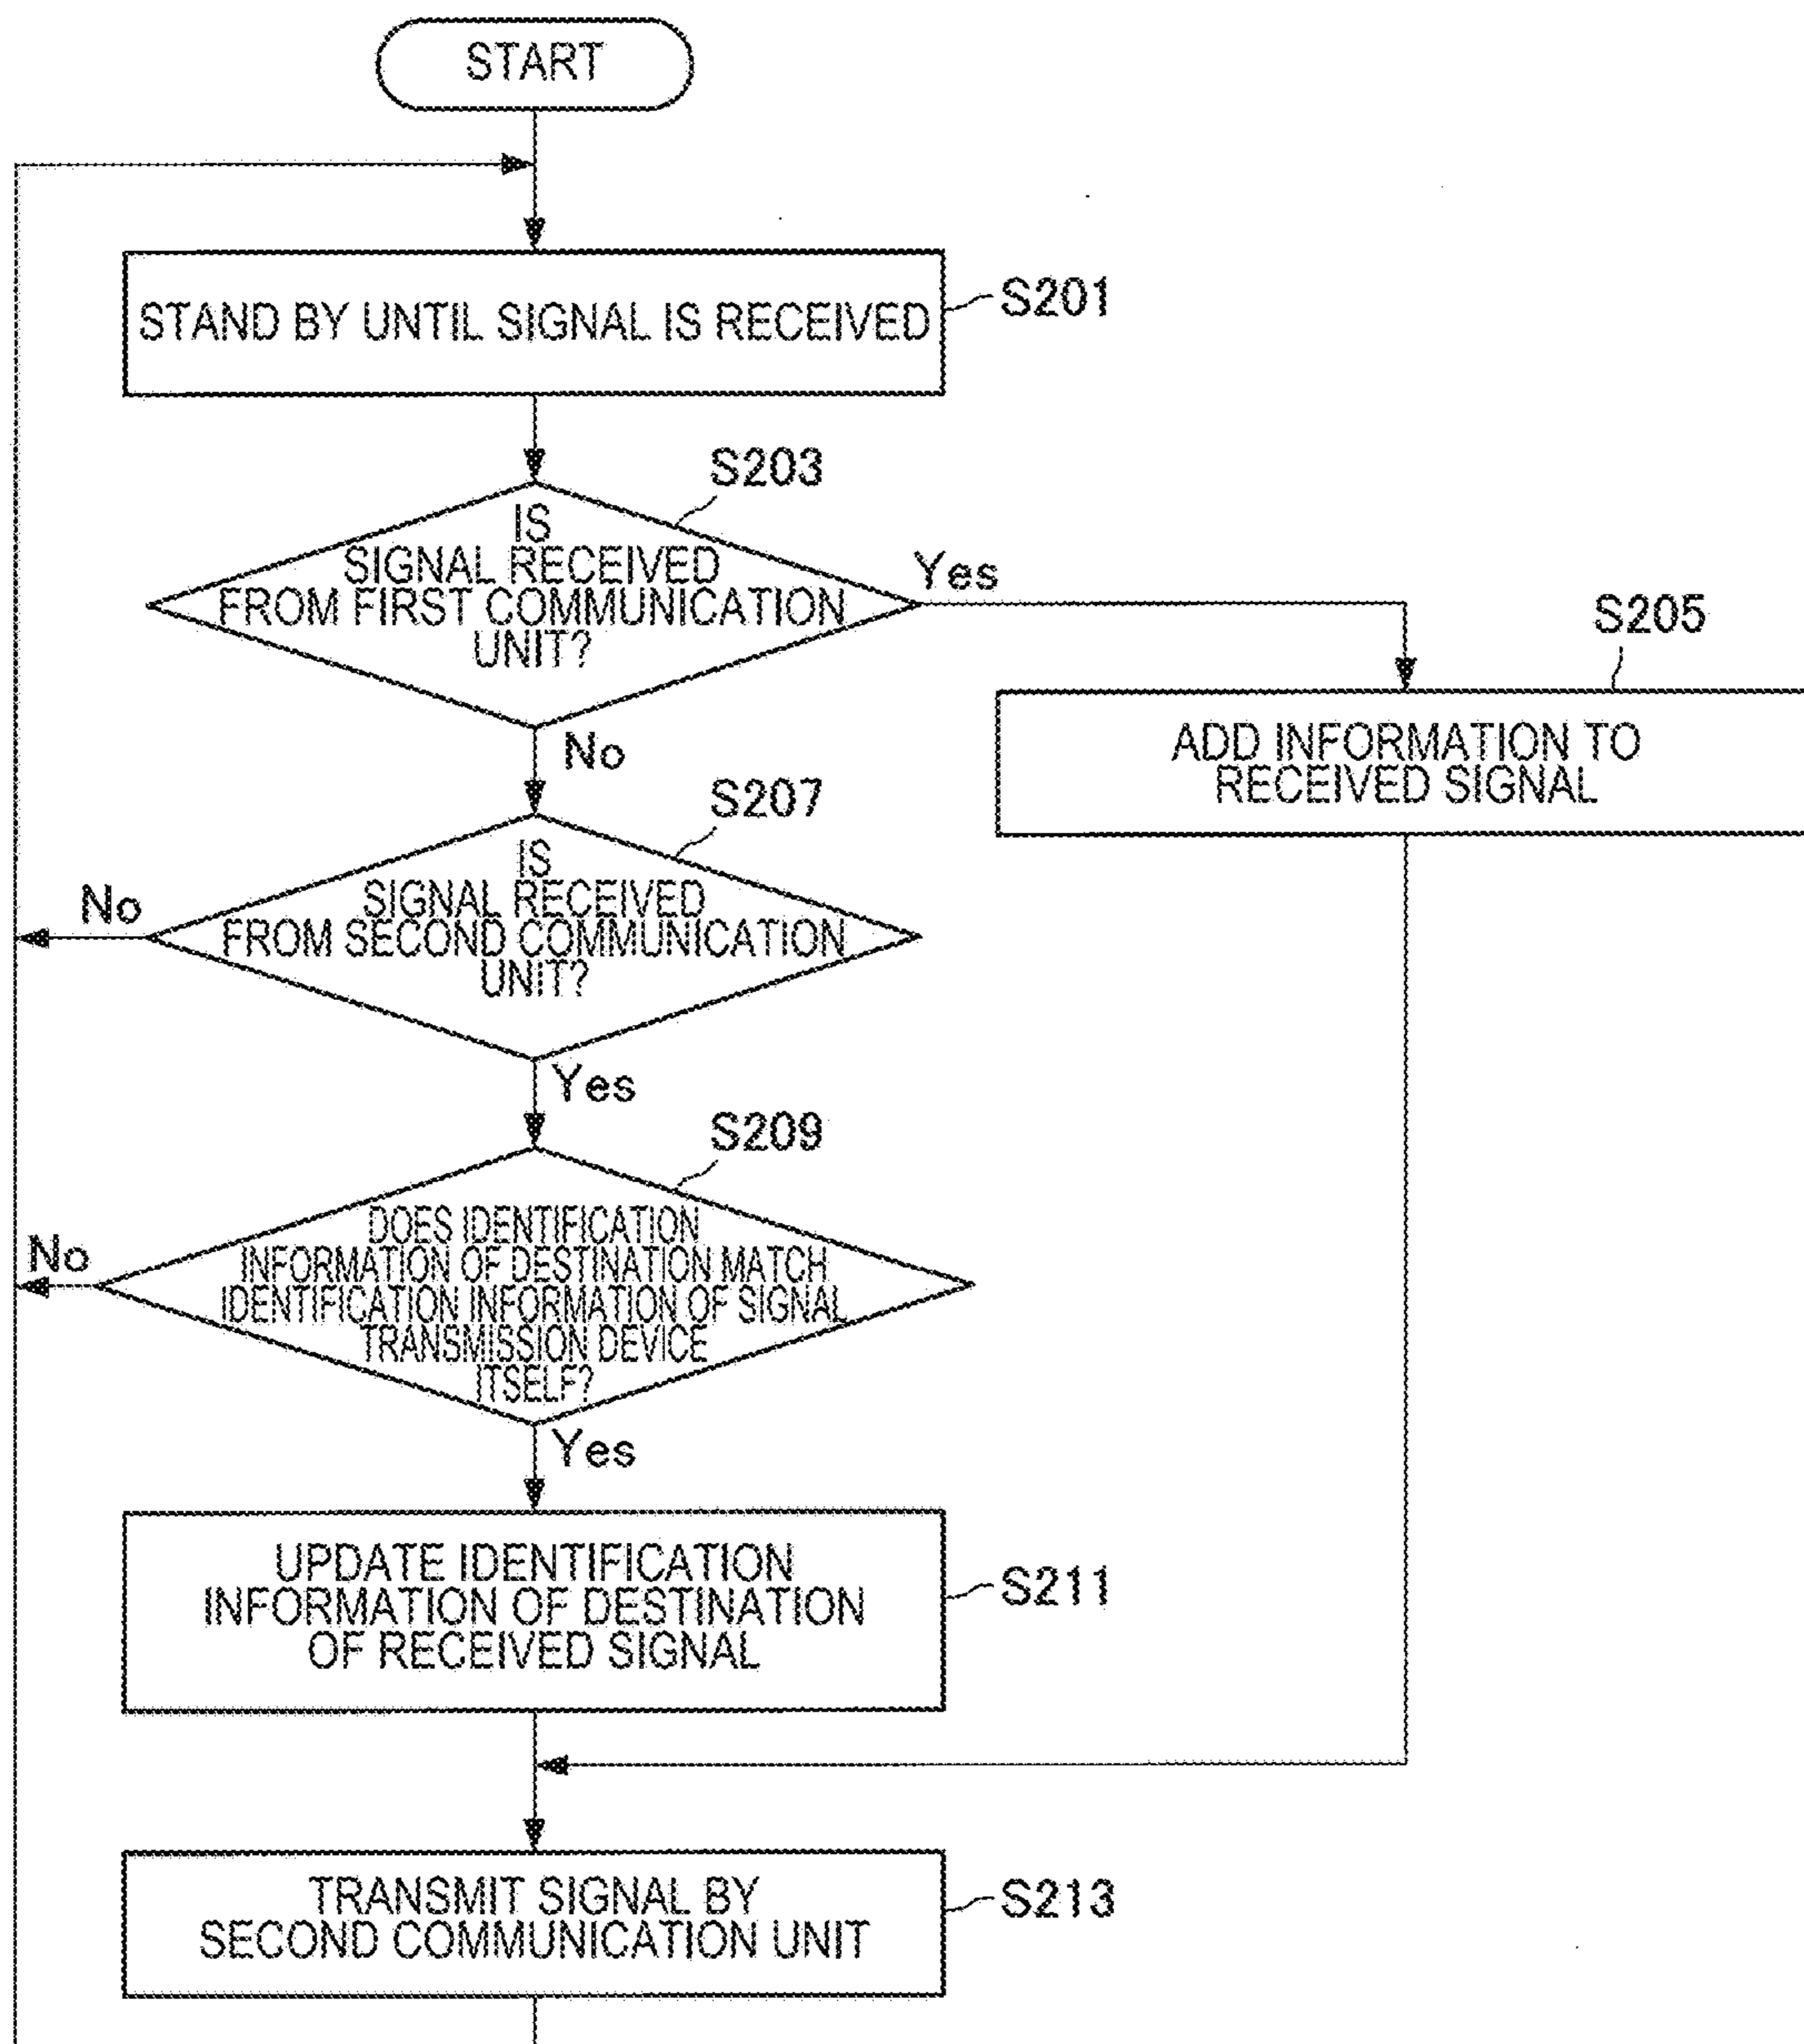 START
STAND BY UNTIL SIGNAL IS RECEIVED
S201
S203
IS
SIGNAL RECEIVED
FROM FIRST COMMUNICATION
UNIT?
Yes
No
S205
ADD INFORMATION TO
RECEIVED SIGNAL
S207
IS
SIGNAL RECEIVED
FROM SECOND COMMUNICATION
UNIT?
No
Yes
S209
DOES IDENTIFICATION
INFORMATION OF DESTINATION MATCH
IDENTIFICATION INFORMATION OF SIGNAL
TRANSMISSION DEVICE
ITSELF?
No
Yes
UPDATE IDENTIFICATION
INFORMATION OF DESTINATION
OF RECEIVED SIGNAL
S211
TRANSMIT SIGNAL BY
SECOND COMMUNICATION UNIT
S213